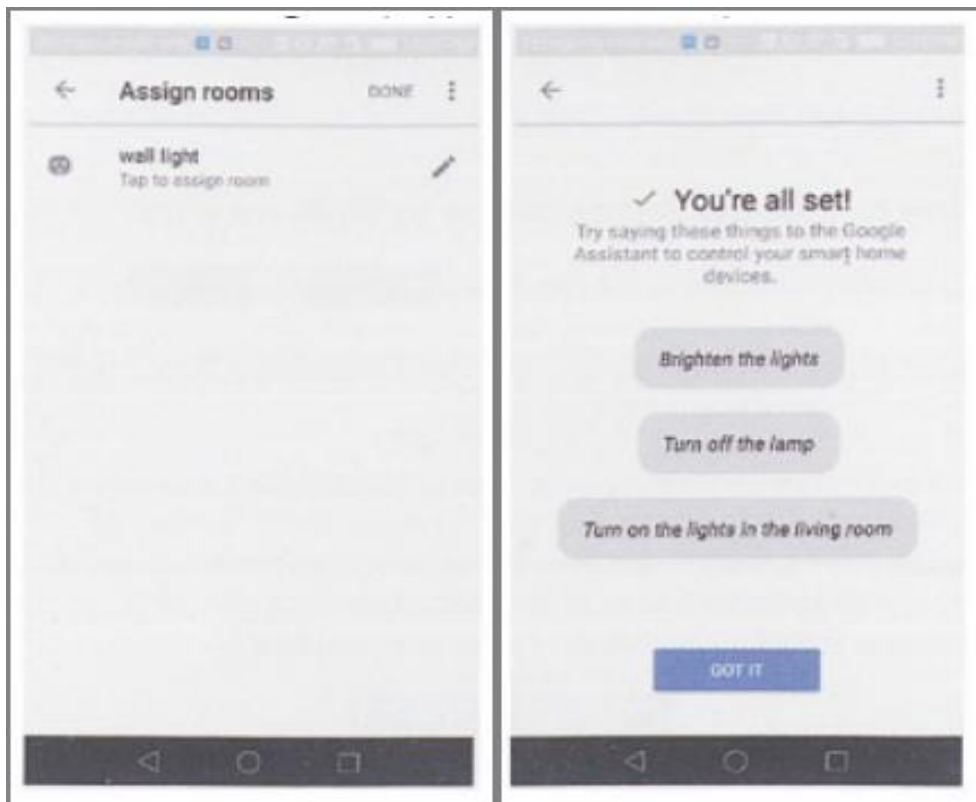 Assign rooms DONE
wall light
Tap to assign room
You're all set!
Try saying these things to the Google
Assistant to control your smart home
devices.
Brighten the lights
Turn off the lamp
Turn on the lights in the living room
GOT IT